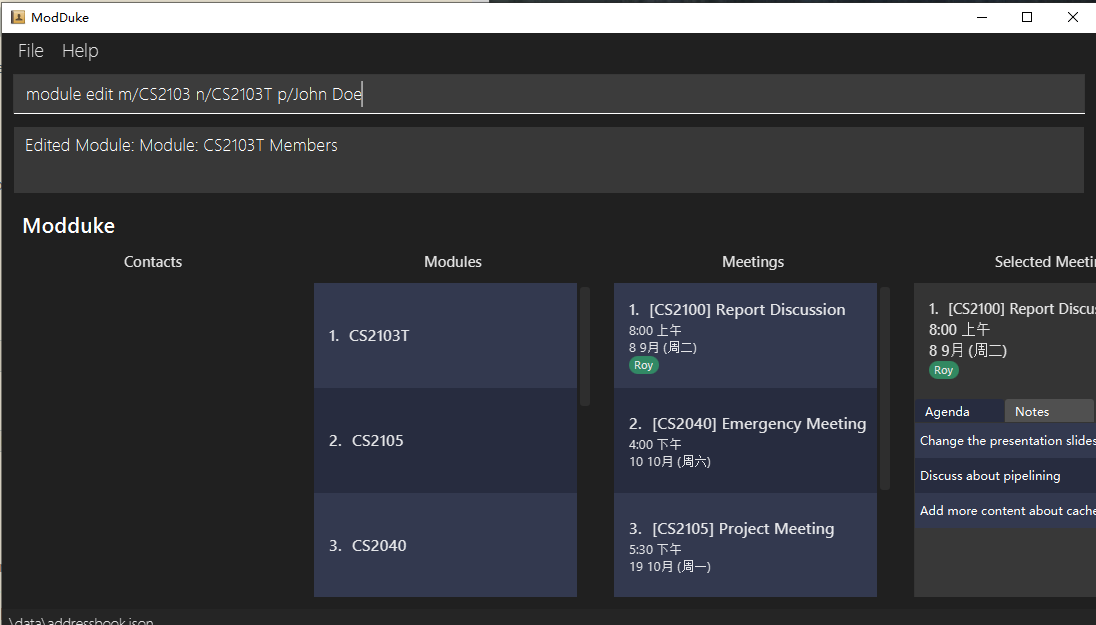 ModDuke
File Help
module edit m/CS2103 n/CS2103T p/John Doe
Edited Module: Module: CS2103T Members
Modduke
Contacts Modules Meetings Selected Meeti
1. CS2103T
2. CS2105
3. CS2040
1. [CS2100] Report Discussion
8:00 上午
8 9月 (周二)
Roy
2. [CS2040] Emergency Meeting
4:00 下午
10 10月 (周六)
3. [CS2105] Project Meeting
5:30 下午
19 10月 (周一)
1. [CS2100] Report Discus
8:00 上午
8 9月 (周二)
Roy
Agenda Notes
Change the presentation slides
Discuss about pipelining
Add more content about cache
\data\addressbook.json